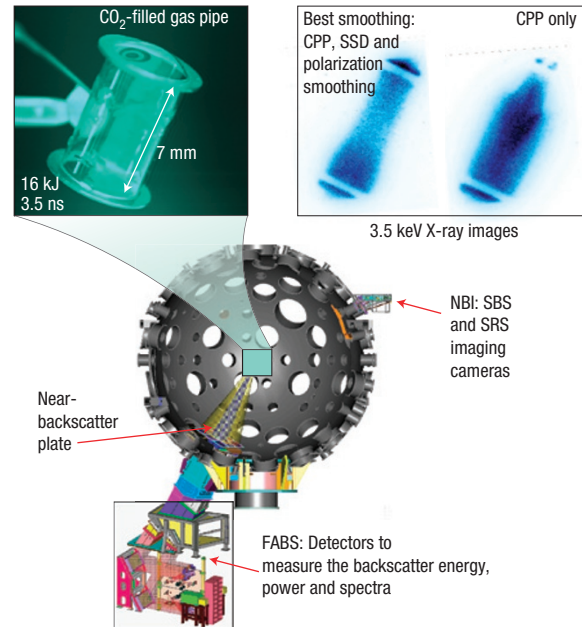 CO₂-filled gas pipe
7 mm
16 kJ
3.5 ns
Best smoothing:
CPP, SSD and
polarization
smoothing
CPP only
3.5 keV X-ray images
NBI: SBS
and SRS
imaging
cameras
Near-
backscatter
plate
FABS: Detectors to
measure the backscatter energy,
power and spectra